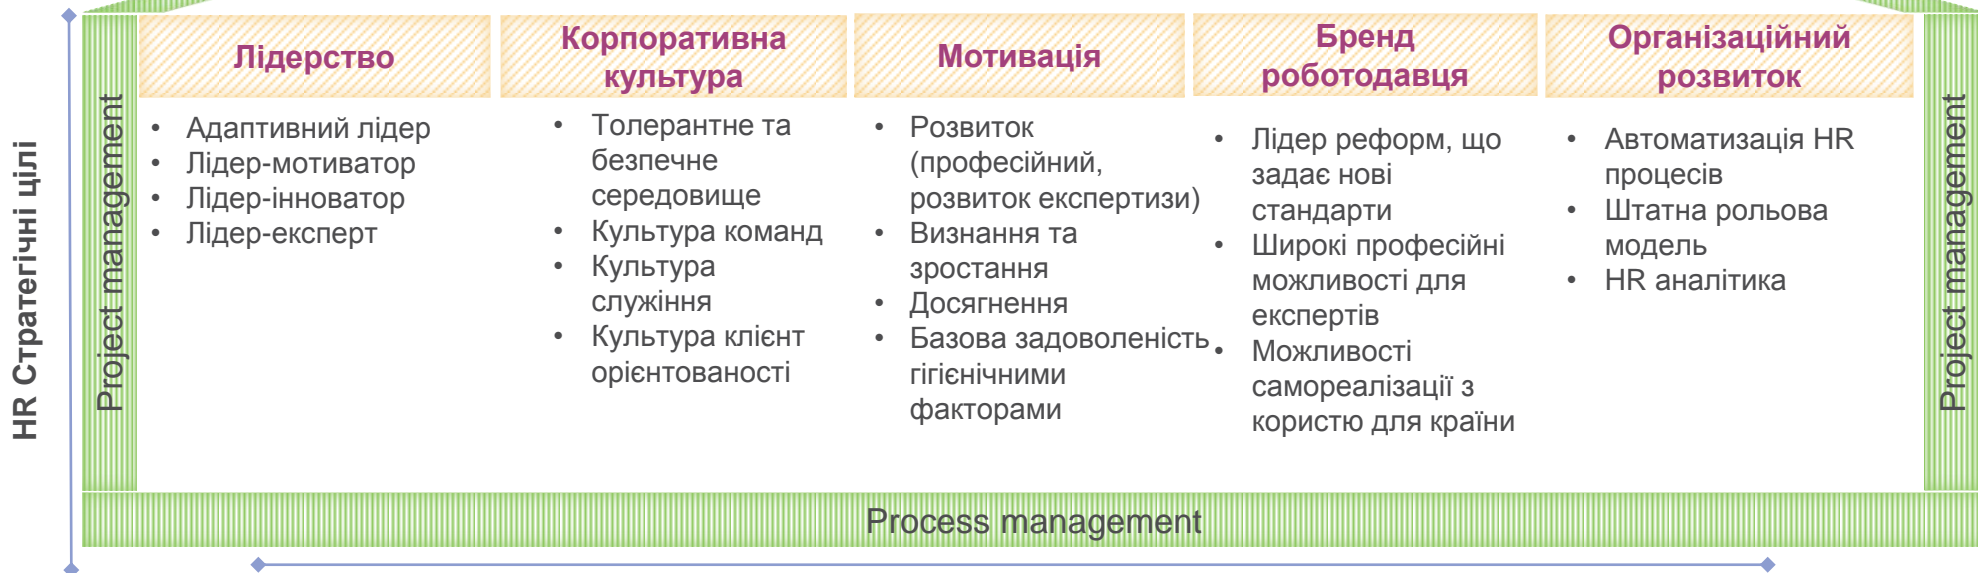 HR Стратегічні цілі
Project management
Лідерство
• Адаптивний лідер
• Лідер-мотиватор
• Лідер-інноватор
• Лідер-експерт
Корпоративна
культура
• Толерантне та
безпечне
середовище
• Культура команд
• Культура
служіння
• Культура клієнт
орієнтованості
Мотивація
• Розвиток
(професійний,
розвиток експертизи)
• Визнання та
зростання
• Досягнення
• Базова задоволеність
гігієнічними
факторами
Бренд
роботодавця
• Лідер реформ, що
задає нові
стандарти
• Широкі професійні
можливості для
експертів
• Можливості
самореалізації з
користю для країни
Організаційний
розвиток
• Автоматизація HR
процесів
• Штатна рольова
модель
• HR аналітика
Project management
Process management